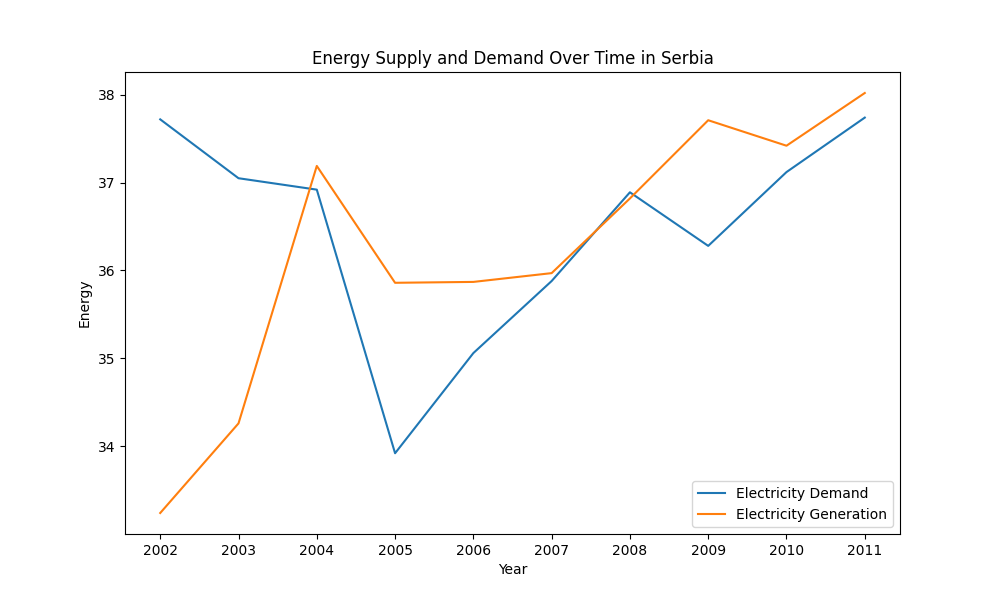 Energy Supply and Demand Over Time in Serbia
38
37
36
35
34
Energy
Electricity Demand
Electricity Generation
2002 2003 2004 2005 2006 2007 2008 2009 2010 2011
Year